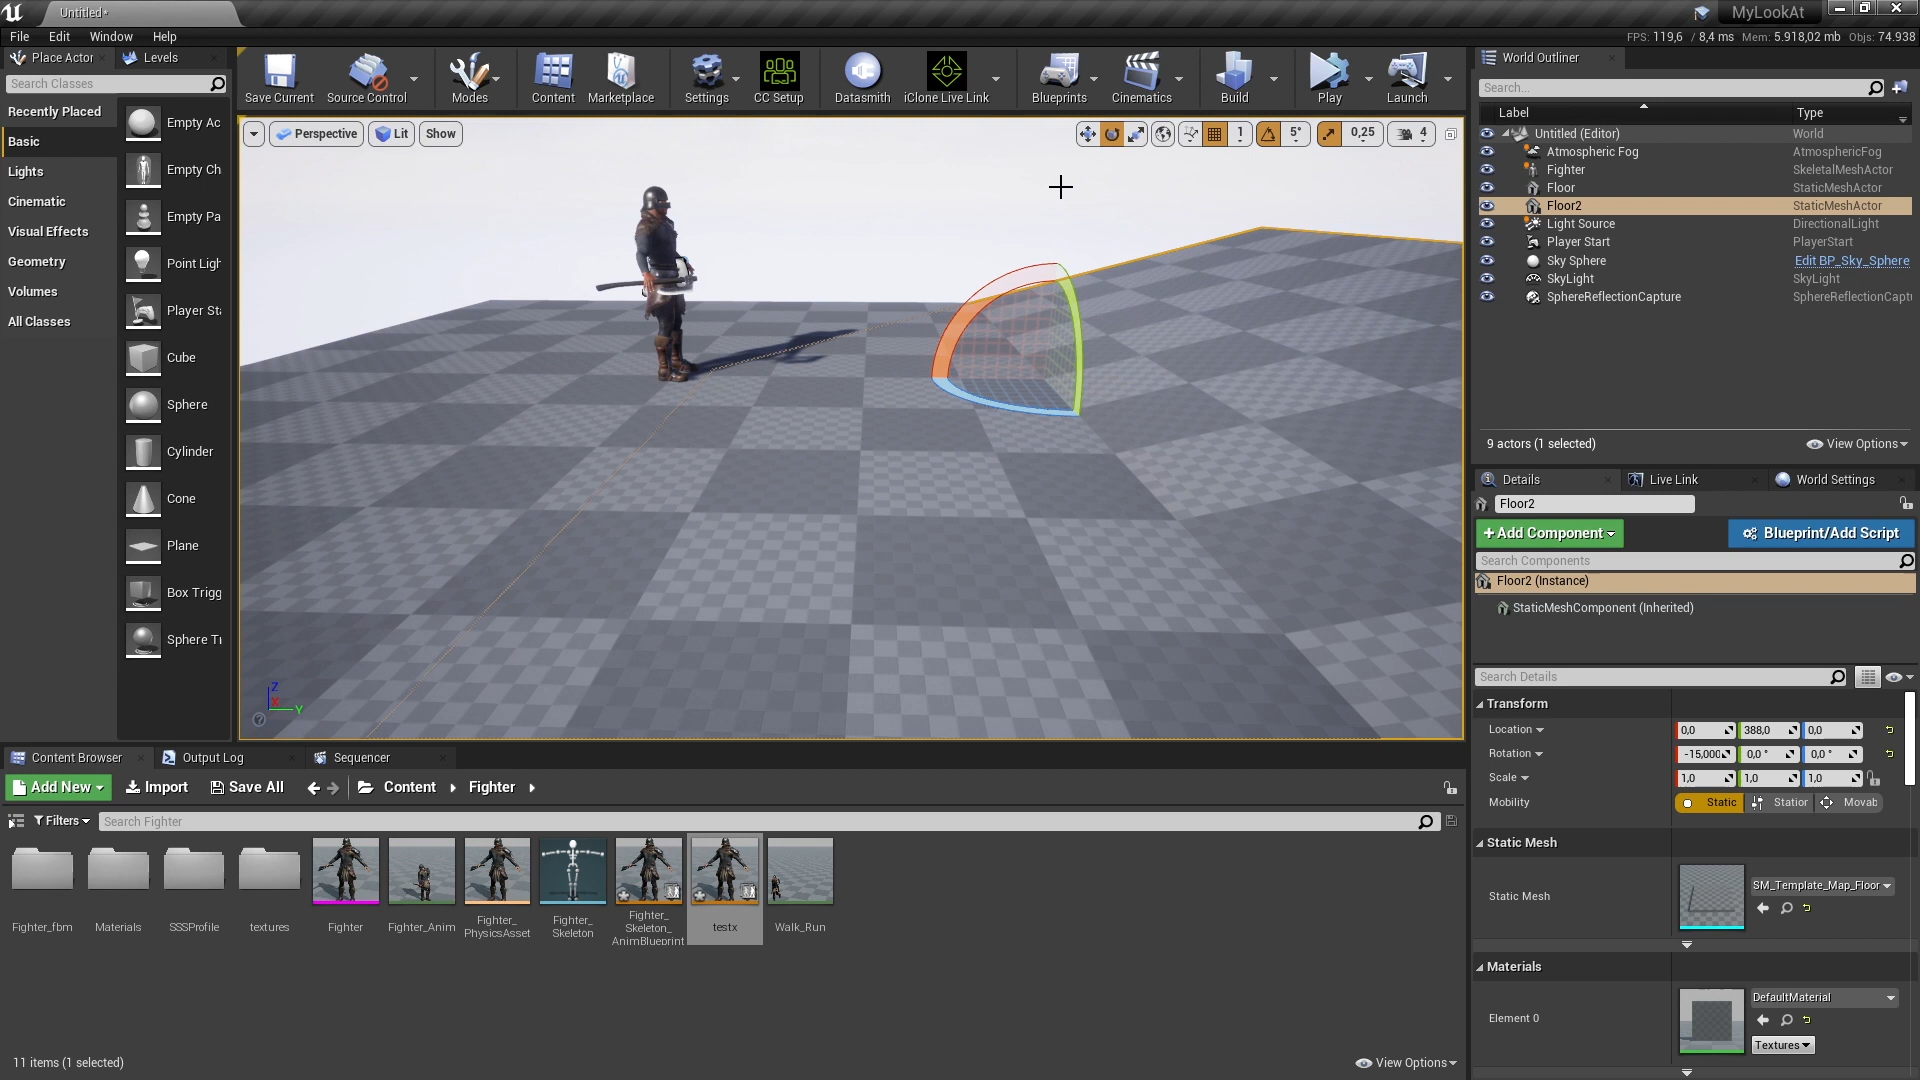 Untitled*
MyLookAt
File Edit Window Help
FPS: 119,6 / 8,4 ms Mem: 5.918,02 mb Objs: 74.938
Place Actor Levels
Search Classes
Recently Placed
Basic
Lights
Cinematic
Visual Effects
Geometry
Volumes
All Classes
Empty Ac
Empty Ch
Empty Pa
Point Ligh
Player Sta
Cube
Sphere
Cylinder
Cone
Plane
Box Trigg
Sphere Tr
Save Current Source Control Modes Content Marketplace Settings CC Setup Datasmith iClone Live Link Blueprints Cinematics Build Play Launch
Perspective Lit Show
1 5° 0,25 4
Z
X
Y
World Outliner
Search...
Label Type
Untitled (Editor) World
Atmospheric Fog AtmosphericFog
Fighter SkeletalMeshActor
Floor StaticMeshActor
Floor2 StaticMeshActor
Light Source DirectionalLight
Player Start PlayerStart
Sky Sphere Edit BP_Sky_Sphere
SkyLight SkyLight
SphereReflectionCapture SphereReflectionCaptu
9 actors (1 selected) View Options
Details Live Link World Settings
Floor2
+Add Component Blueprint/Add Script
Search Components
Floor2 (Instance)
StaticMeshComponent (Inherited)
Search Details
Transform
Location 0,0 388,0 0,0
Rotation -15,000 0,0 ° 0,0 °
Scale 1,0 1,0 1,0
Mobility Static Station Movab
Static Mesh
Static Mesh SM_Template_Map_Floor
Materials
Element 0 DefaultMaterial
Textures
Content Browser Output Log Sequencer
Add New Import Save All Content Fighter
Filters Search Fighter
Fighter_fbm
Materials
SSSProfile
textures
Fighter
Fighter_Anim
Fighter_
PhysicsAsset
Fighter_
Skeleton
Fighter_
Skeleton_
AnimBlueprint
testx
Walk_Run
11 items (1 selected) View Options